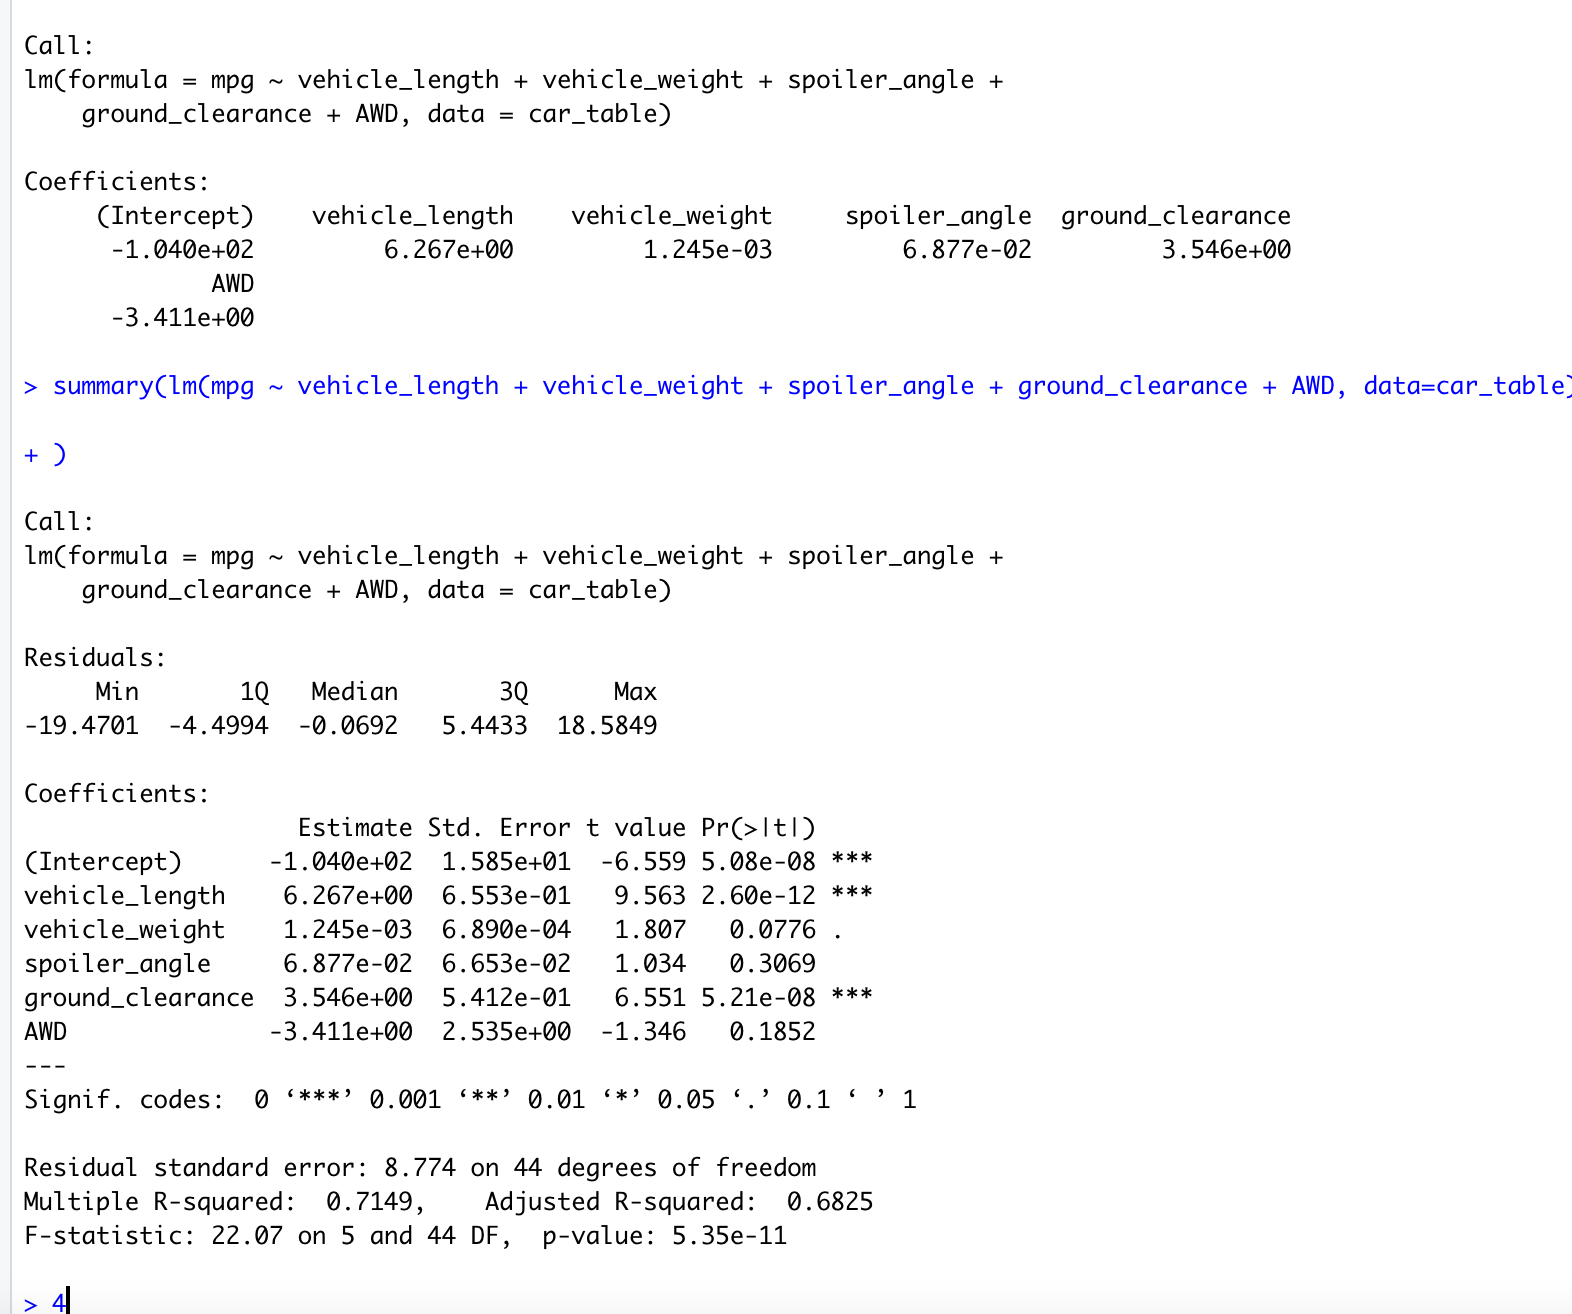 Call:
lm(formula = mpg ~ vehicle_length + vehicle_weight + spoiler_angle +
    ground_clearance + AWD, data = car_table)
Coefficients:
     (Intercept)    vehicle_length    vehicle_weight     spoiler_angle  ground_clearance
      -1.040e+02         6.267e+00         1.245e-03         6.877e-02         3.546e+00
             AWD
      -3.411e+00
> summary(lm(mpg ~ vehicle_length + vehicle_weight + spoiler_angle + ground_clearance + AWD, data=car_table)
+ )
Call:
lm(formula = mpg ~ vehicle_length + vehicle_weight + spoiler_angle +
    ground_clearance + AWD, data = car_table)
Residuals:
     Min       1Q   Median       3Q      Max
-19.4701  -4.4994  -0.0692   5.4433  18.5849
Coefficients:
                   Estimate Std. Error t value Pr(>|t|)
(Intercept)      -1.040e+02  1.585e+01  -6.559 5.08e-08 ***
vehicle_length    6.267e+00  6.553e-01   9.563 2.60e-12 ***
vehicle_weight    1.245e-03  6.890e-04   1.807   0.0776 .
spoiler_angle     6.877e-02  6.653e-02   1.034   0.3069
ground_clearance  3.546e+00  5.412e-01   6.551 5.21e-08 ***
AWD              -3.411e+00  2.535e+00  -1.346   0.1852
---
Signif. codes:  0 ‘***’ 0.001 ‘**’ 0.01 ‘*’ 0.05 ‘.’ 0.1 ‘ ’ 1
Residual standard error: 8.774 on 44 degrees of freedom
Multiple R-squared:  0.7149,    Adjusted R-squared:  0.6825
F-statistic: 22.07 on 5 and 44 DF,  p-value: 5.35e-11
> 4